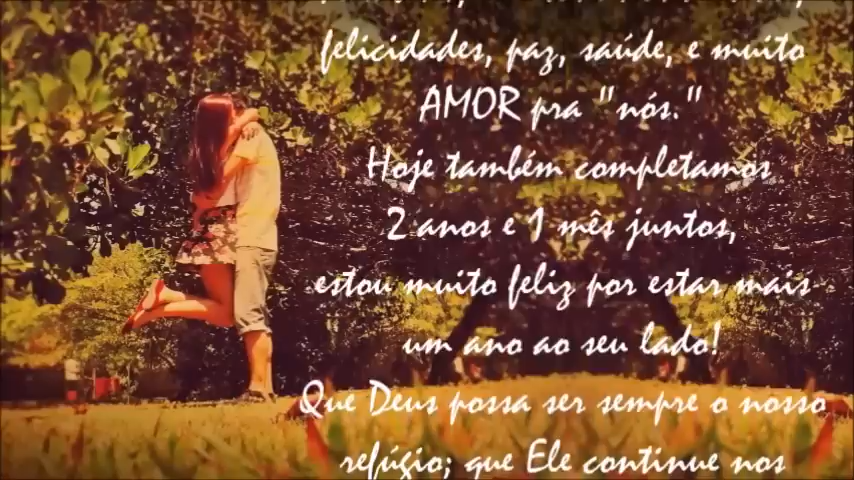 felicidades, paz, saúde, e muito
AMOR pra "nós."
Hoje também completamos
2 anos e 1 mês juntos,
estou muito feliz por estar mais
um ano ao seu lado!
Que Deus possa ser sempre o nosso
refúgio; que Ele continue nos